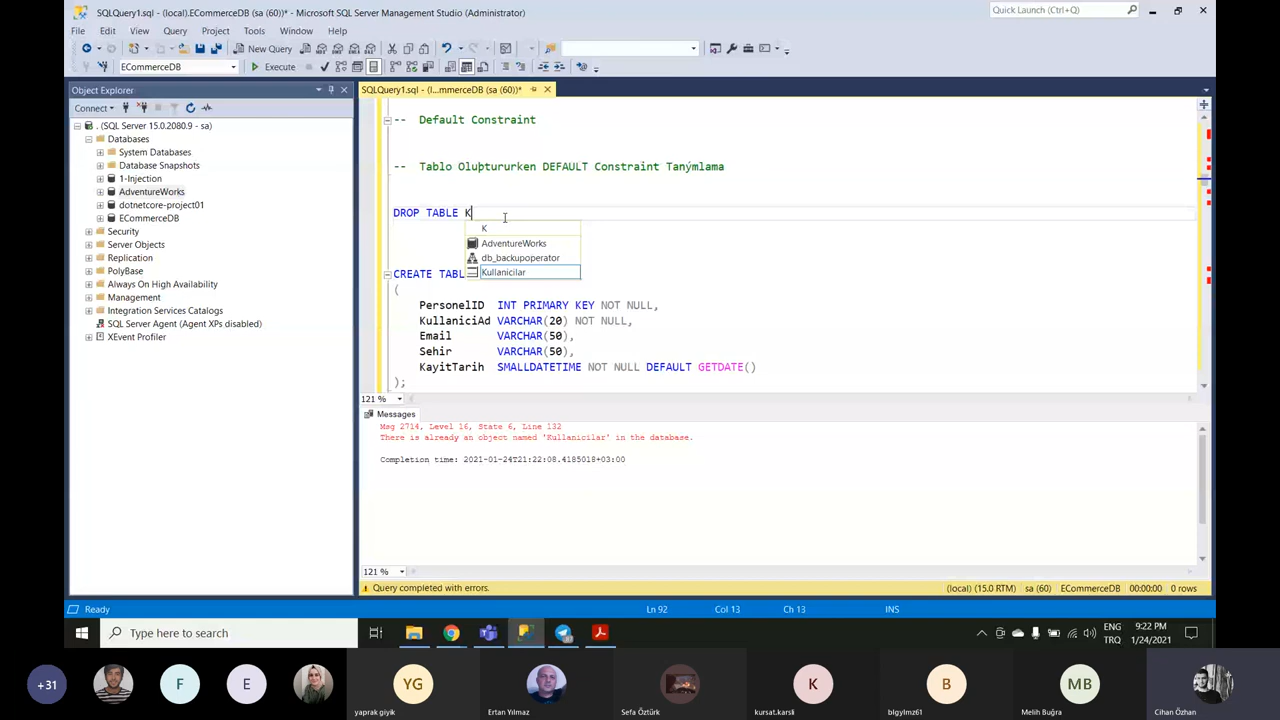 SQLQuery1.sql - (local).ECommerceDB (sa (60))* - Microsoft SQL Server Management Studio (Administrator)
Quick Launch (Ctrl+Q)
File Edit View Query Project Tools Window Help
New Query
ECommerceDB
Execute
Object Explorer
SQLQuery1.sql - (l...mmerceDB (sa (60))*
Connect
. (SQL Server 15.0.2080.9 - sa)
Databases
System Databases
Database Snapshots
1-Injection
AdventureWorks
dotnetcore-project01
ECommerceDB
Security
Server Objects
Replication
PolyBase
Always On High Availability
Management
Integration Services Catalogs
SQL Server Agent (Agent XPs disabled)
XEvent Profiler
-- Default Constraint
-- Tablo Oluþtururken DEFAULT Constraint Tanýmlama
DROP TABLE K
K
AdventureWorks
db_backupoperator
Kullanicilar
CREATE TABL
(
PersonelID INT PRIMARY KEY NOT NULL,
KullaniciAd VARCHAR(20) NOT NULL,
Email VARCHAR(50),
Sehir VARCHAR(50),
KayitTarih SMALLDATETIME NOT NULL DEFAULT GETDATE()
);
121 %
Messages
Msg 2714, Level 16, State 6, Line 132
There is already an object named 'Kullanicilar' in the database.
Completion time: 2021-01-24T21:22:08.4185018+03:00
121 %
Query completed with errors.
(local) (15.0 RTM) sa (60) ECommerceDB 00:00:00 0 rows
Ready
Ln 92 Col 13 Ch 13 INS
Type here to search
ENG
TRQ
9:22 PM
1/24/2021
+31
F
E
YG
yaprak giyik
Ertan Yılmaz
Sefa Öztürk
K
kursat.karsli
B
blgylmz61
MB
Melih Buğra
Cihan Özhan